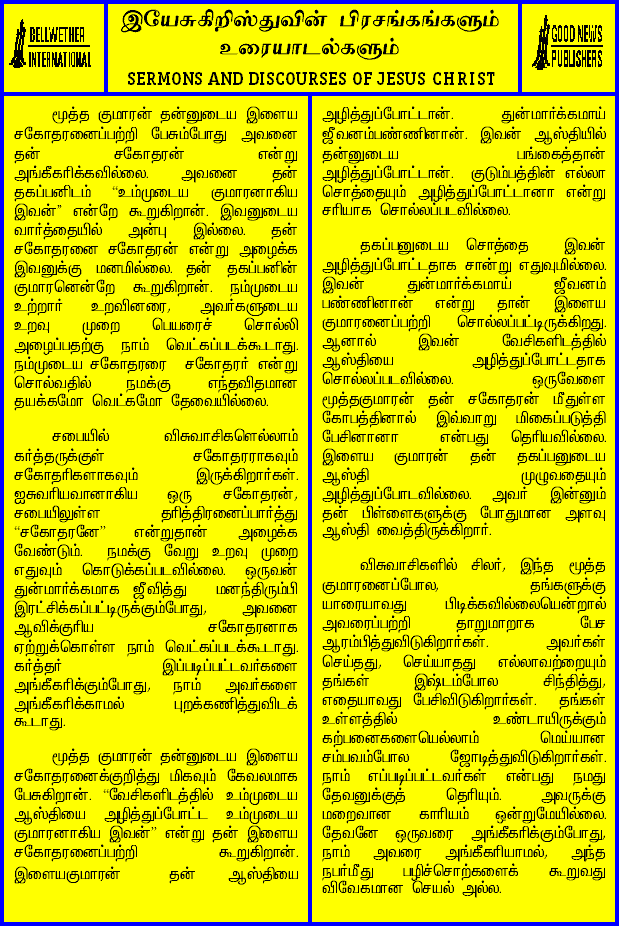 BELLWETHER
INTERNATIONAL
இயேசுகிறிஸ்துவின் பிரசங்கங்களும்
உரையாடல்களும்
SERMONS AND DISCOURSES OF JESUS CHRIST
GOOD NEWS
PUBLISHERS
மூத்த குமாரன் தன்னுடைய இளைய
சகோதரனைப்பற்றி பேசும்போது அவனை
தன் சகோதரன் என்று
அங்கீகரிக்கவில்லை. அவனை தன்
தகப்பனிடம் “உம்முடைய குமாரனாகிய
இவன்” என்றே கூறுகிறான். இவனுடைய
வார்த்தையில் அன்பு இல்லை. தன்
சகோதரனை சகோதரன் என்று அழைக்க
இவனுக்கு மனமில்லை. தன் தகப்பனின்
குமாரனென்றே கூறுகிறான். நம்முடைய
உற்றார் உறவினரை, அவர்களுடைய
உறவு முறை பெயரைச் சொல்லி
அழைப்பதற்கு நாம் வெட்கப்படக்கூடாது.
நம்முடைய சகோதரரை சகோதரர் என்று
சொல்வதில் நமக்கு எந்தவிதமான
தயக்கமோ வெட்கமோ தேவையில்லை.
சபையில் விசுவாசிகளெல்லாம்
கர்த்தருக்குள் சகோதரராகவும்
சகோதரிகளாகவும் இருக்கிறார்கள்.
ஐசுவரியவானாகிய ஒரு சகோதரன்,
சபையிலுள்ள தரித்திரனைப்பார்த்து
“சகோதரனே” என்றுதான் அழைக்க
வேண்டும். நமக்கு வேறு உறவு முறை
எதுவும் கொடுக்கப்படவில்லை. ஒருவன்
துன்மார்க்கமாக ஜீவித்து மனந்திரும்பி
இரட்சிக்கப்பட்டிருக்கும்போது, அவனை
ஆவிக்குரிய சகோதரனாக
ஏற்றுக்கொள்ள நாம் வெட்கப்படக்கூடாது.
கர்த்தர் இப்படிப்பட்டவர்களை
அங்கீகரிக்கும்போது, நாம் அவர்களை
அங்கீகரிக்காமல் புறக்கணித்துவிடக்
கூடாது.
மூத்த குமாரன் தன்னுடைய இளைய
சகோதரனைக்குறித்து மிகவும் கேவலமாக
பேசுகிறான். “வேசிகளிடத்தில் உம்முடைய
ஆஸ்தியை அழித்துப்போட்ட உம்முடைய
குமாரனாகிய இவன்” என்று தன் இளைய
சகோதரனைப்பற்றி கூறுகிறான்.
இளையகுமாரன் தன் ஆஸ்தியை
அழித்துப்போட்டான். துன்மார்க்கமாய்
ஜீவனம்பண்ணினான். இவன் ஆஸ்தியில்
தன்னுடைய பங்கைத்தான்
அழித்துப்போட்டான். குடும்பத்தின் எல்லா
சொத்தையும் அழித்துப்போட்டானா என்று
சரியாக சொல்லப்படவில்லை.
தகப்பனுடைய சொத்தை இவன்
அழித்துப்போட்டதாக சான்று எதுவுமில்லை.
இவன் துன்மார்க்கமாய் ஜீவனம்
பண்ணினான் என்று தான் இளைய
குமாரனைப்பற்றி சொல்லப்பட்டிருக்கிறது.
ஆனால் இவன் வேசிகளிடத்தில்
ஆஸ்தியை அழித்துப்போட்டதாக
சொல்லப்படவில்லை. ஒருவேளை
மூத்தகுமாரன் தன் சகோதரன் மீதுள்ள
கோபத்தினால் இவ்வாறு மிகைப்படுத்தி
பேசினானா என்பது தெரியவில்லை.
இளைய குமாரன் தன் தகப்பனுடைய
ஆஸ்தி முழுவதையும்
அழித்துப்போடவில்லை. அவர் இன்னும்
தன் பிள்ளைகளுக்கு போதுமான அளவு
ஆஸ்தி வைத்திருக்கிறார்.
விசுவாசிகளில் சிலர், இந்த மூத்த
குமாரனைப்போல, தங்களுக்கு
யாரையாவது பிடிக்கவில்லையென்றால்
அவரைப்பற்றி தாறுமாறாக பேச
ஆரம்பித்துவிடுகிறார்கள். அவர்கள்
செய்தது, செய்யாதது எல்லாவற்றையும்
தங்கள் இஷ்டம்போல சிந்தித்து,
எதையாவது பேசிவிடுகிறார்கள். தங்கள்
உள்ளத்தில் உண்டாயிருக்கும்
கற்பனைகளையெல்லாம் மெய்யான
சம்பவம்போல ஜோடித்துவிடுகிறார்கள்.
நாம் எப்படிப்பட்டவர்கள் என்பது நமது
தேவனுக்குத் தெரியும். அவருக்கு
மறைவான காரியம் ஒன்றுமேயில்லை.
தேவனே ஒருவரை அங்கீகரிக்கும்போது,
நாம் அவரை அங்கீகரியாமல், அந்த
நபர்மீது பழிச்சொற்களைக் கூறுவது
விவேகமான செயல் அல்ல.